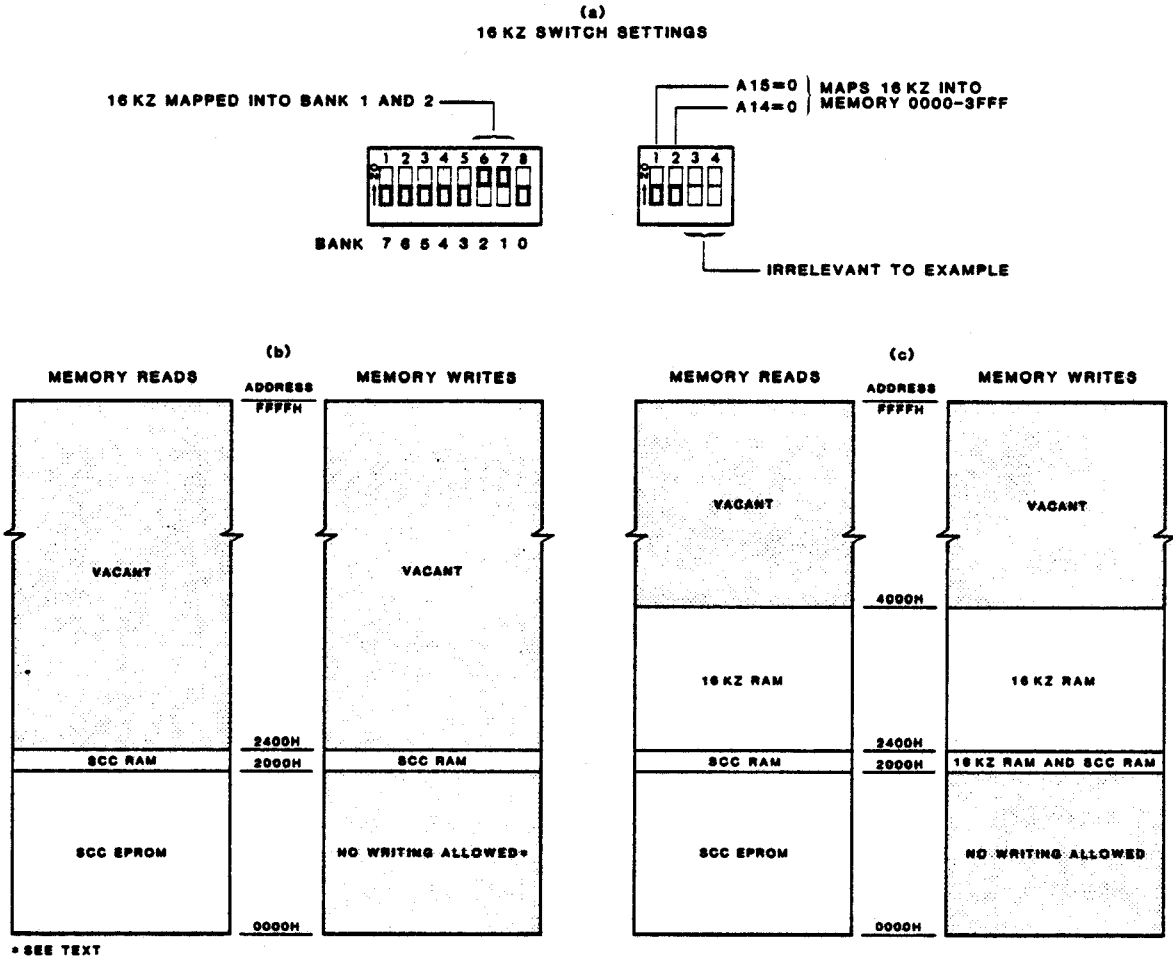 (a)
16 KZ SWITCH SETTINGS
16 KZ MAPPED INTO BANK 1 AND 2
A15=0 MAPS 16 KZ INTO
A14=0 MEMORY 0000-3FFF
1 2 3 4 5 6 7 8
ON
1 2 3 4
ON
BANK 7 6 5 4 3 2 1 0
IRRELEVANT TO EXAMPLE
(b)
MEMORY READS
ADDRESS
MEMORY WRITES
FFFFH
VACANT
VACANT
2400H
SCC RAM
2000H
SCC RAM
SCC EPROM
NO WRITING ALLOWED*
0000H
* SEE TEXT
(c)
MEMORY READS
ADDRESS
MEMORY WRITES
FFFFH
VACANT
VACANT
4000H
16 KZ RAM
16 KZ RAM
2400H
SCC RAM
2000H
16 KZ RAM AND SCC RAM
SCC EPROM
NO WRITING ALLOWED
0000H